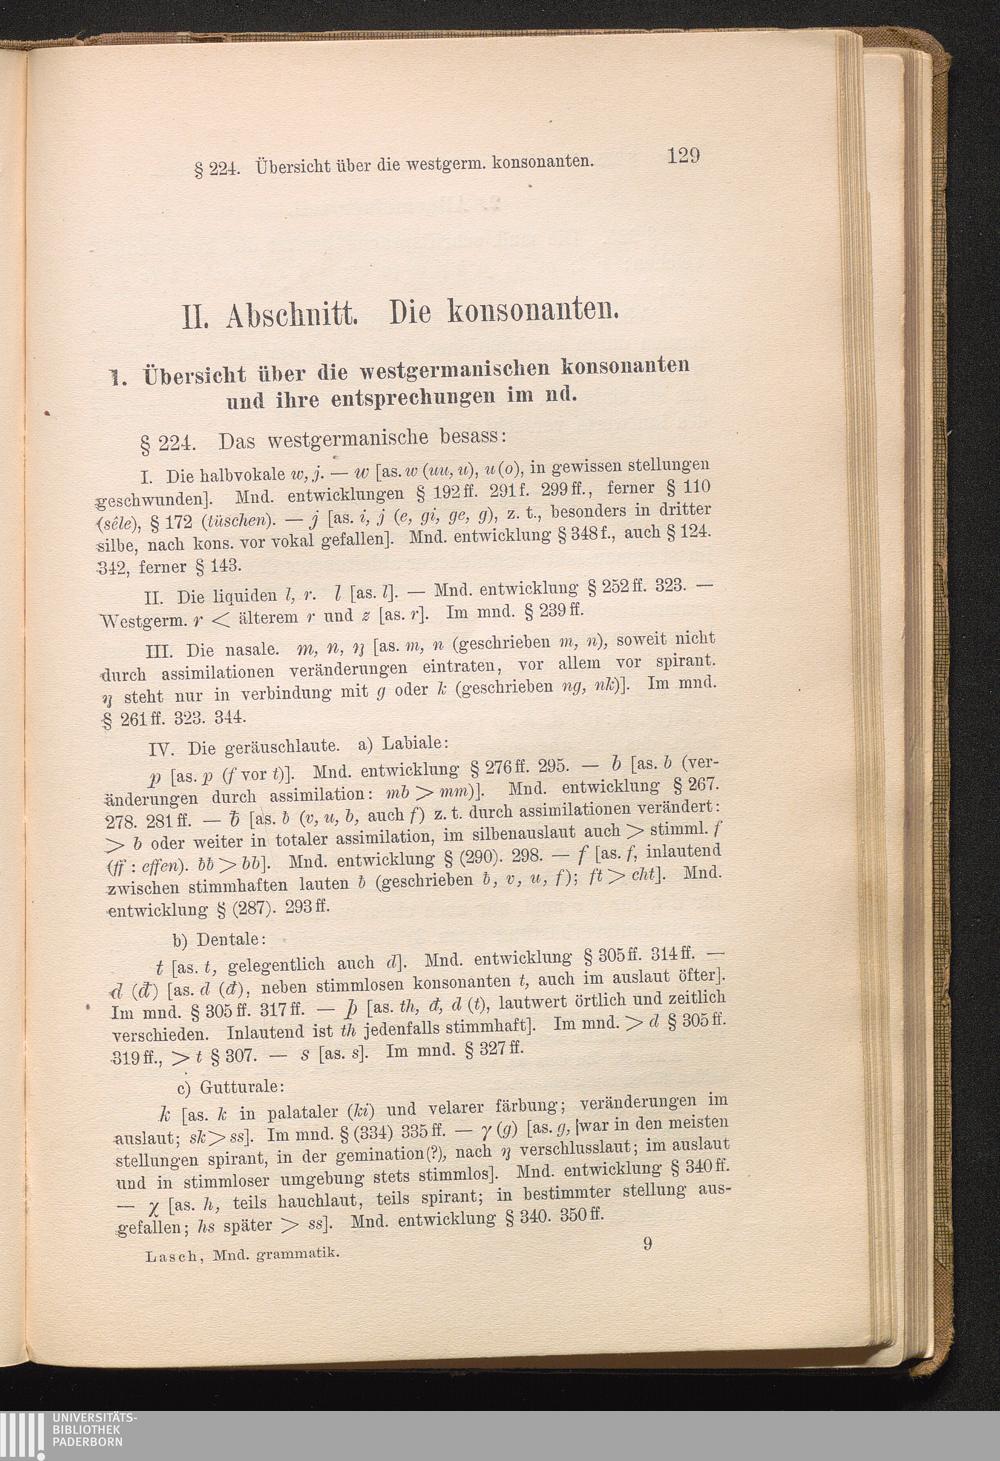 § 224. Übersicht über die westgerm. konsonanten. 129
II. Abschnitt. Die konsonanten.
1. Übersicht über die westgermanischen konsonanten
und ihre entsprechungen im nd.
§ 224. Das westgermanische besass:
I. Die halbvokale w, j. — w [as. w (uu, u), u (o), in gewissen stellungen
geschwunden]. Mnd. entwicklungen § 192 ff. 291 f. 299 ff., ferner § 110
(sêle), § 172 (tüschen). — j [as. i, j (e, gi, ge, g), z. t., besonders in dritter
silbe, nach kons. vor vokal gefallen]. Mnd. entwicklung § 348 f., auch § 124.
342, ferner § 143.
II. Die liquiden l, r. l [as. l]. — Mnd. entwicklung § 252 ff. 323. —
Westgerm. r < älterem r und z [as. r]. Im mnd. § 239 ff.
III. Die nasale. m, n, ŋ [as. m, n (geschrieben m, n), soweit nicht
durch assimilationen veränderungen eintraten, vor allem vor spirant.
ŋ steht nur in verbindung mit g oder k (geschrieben ng, nk)]. Im mnd.
§ 261 ff. 323. 344.
IV. Die geräuschlaute. a) Labiale:
p [as. p (f vor t)]. Mnd. entwicklung § 276 ff. 295. — b [as. b (ver-
änderungen durch assimilation: mb > mm)]. Mnd. entwicklung § 267.
278. 281 ff. — ƀ [as. ƀ (v, u, b, auch f) z. t. durch assimilationen verändert:
> b oder weiter in totaler assimilation, im silbenauslaut auch > stimml. f
(ff : effen). ƀƀ > bb]. Mnd. entwicklung § (290). 298. — f [as. f, inlautend
zwischen stimmhaften lauten ƀ (geschrieben ƀ, v, u, f); ft > cht]. Mnd.
entwicklung § (287). 293 ff.
b) Dentale:
t [as. t, gelegentlich auch d]. Mnd. entwicklung § 305 ff. 314 ff. —
d (đ) [as. d (đ), neben stimmlosen konsonanten t, auch im auslaut öfter].
Im mnd. § 305 ff. 317 ff. — þ [as. th, đ, d (t), lautwert örtlich und zeitlich
verschieden. Inlautend ist th jedenfalls stimmhaft]. Im mnd. > d § 305 ff.
319 ff., > t § 307. — s [as. s]. Im mnd. § 327 ff.
c) Gutturale:
k [as. k in palataler (ki) und velarer färbung; veränderungen im
auslaut; sk > ss]. Im mnd. § (334) 335 ff. — γ (g) [as. g, war in den meisten
stellungen spirant, in der gemination (?), nach ŋ verschlusslaut; im auslaut
und in stimmloser umgebung stets stimmlos]. Mnd. entwicklung § 340 ff.
— χ [as. h, teils hauchlaut, teils spirant; in bestimmter stellung aus-
gefallen; hs später > ss]. Mnd. entwicklung § 340. 350 ff.
Lasch, Mnd. grammatik. 9
UNIVERSITÄTS-
BIBLIOTHEK
PADERBORN